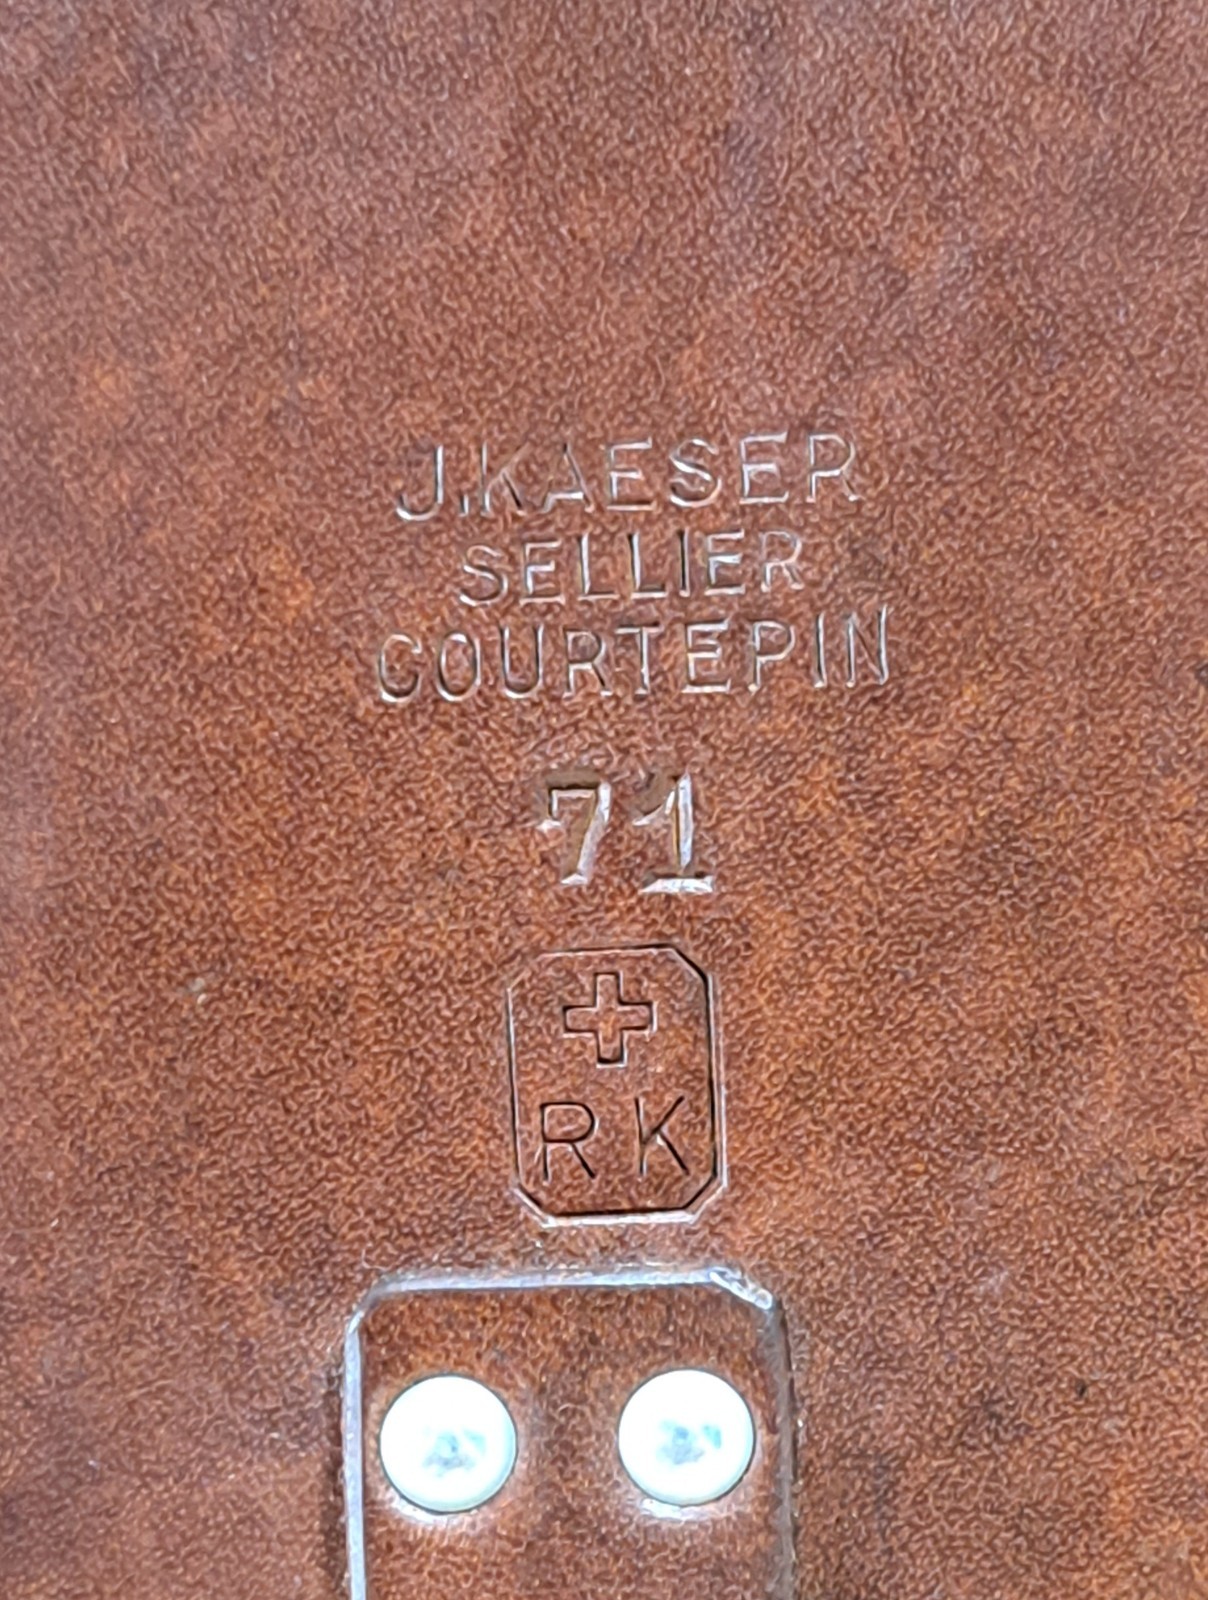 J.KAESER
SELLIER
COURTEPIN
71
RK